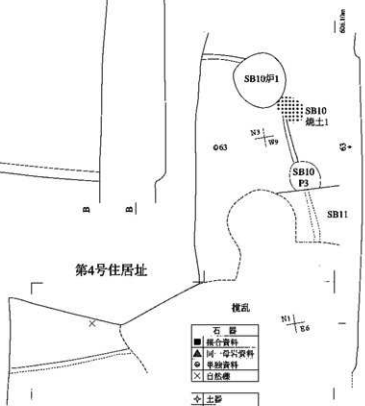 SB10炉1
SB10
焼土1
N3
W9
63
63
SB10
P3
SB11
B
B
第4号住居址
撹乱
N1
E6
石 器
接合資料
同一母岩資料
単独資料
自然礫
土器